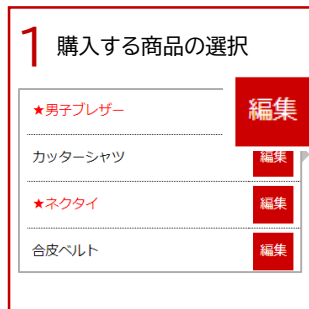 1 購入する商品の選択
★男子ブレザー 編集
カッターシャツ 編集
★ネクタイ 編集
合皮ベルト 編集